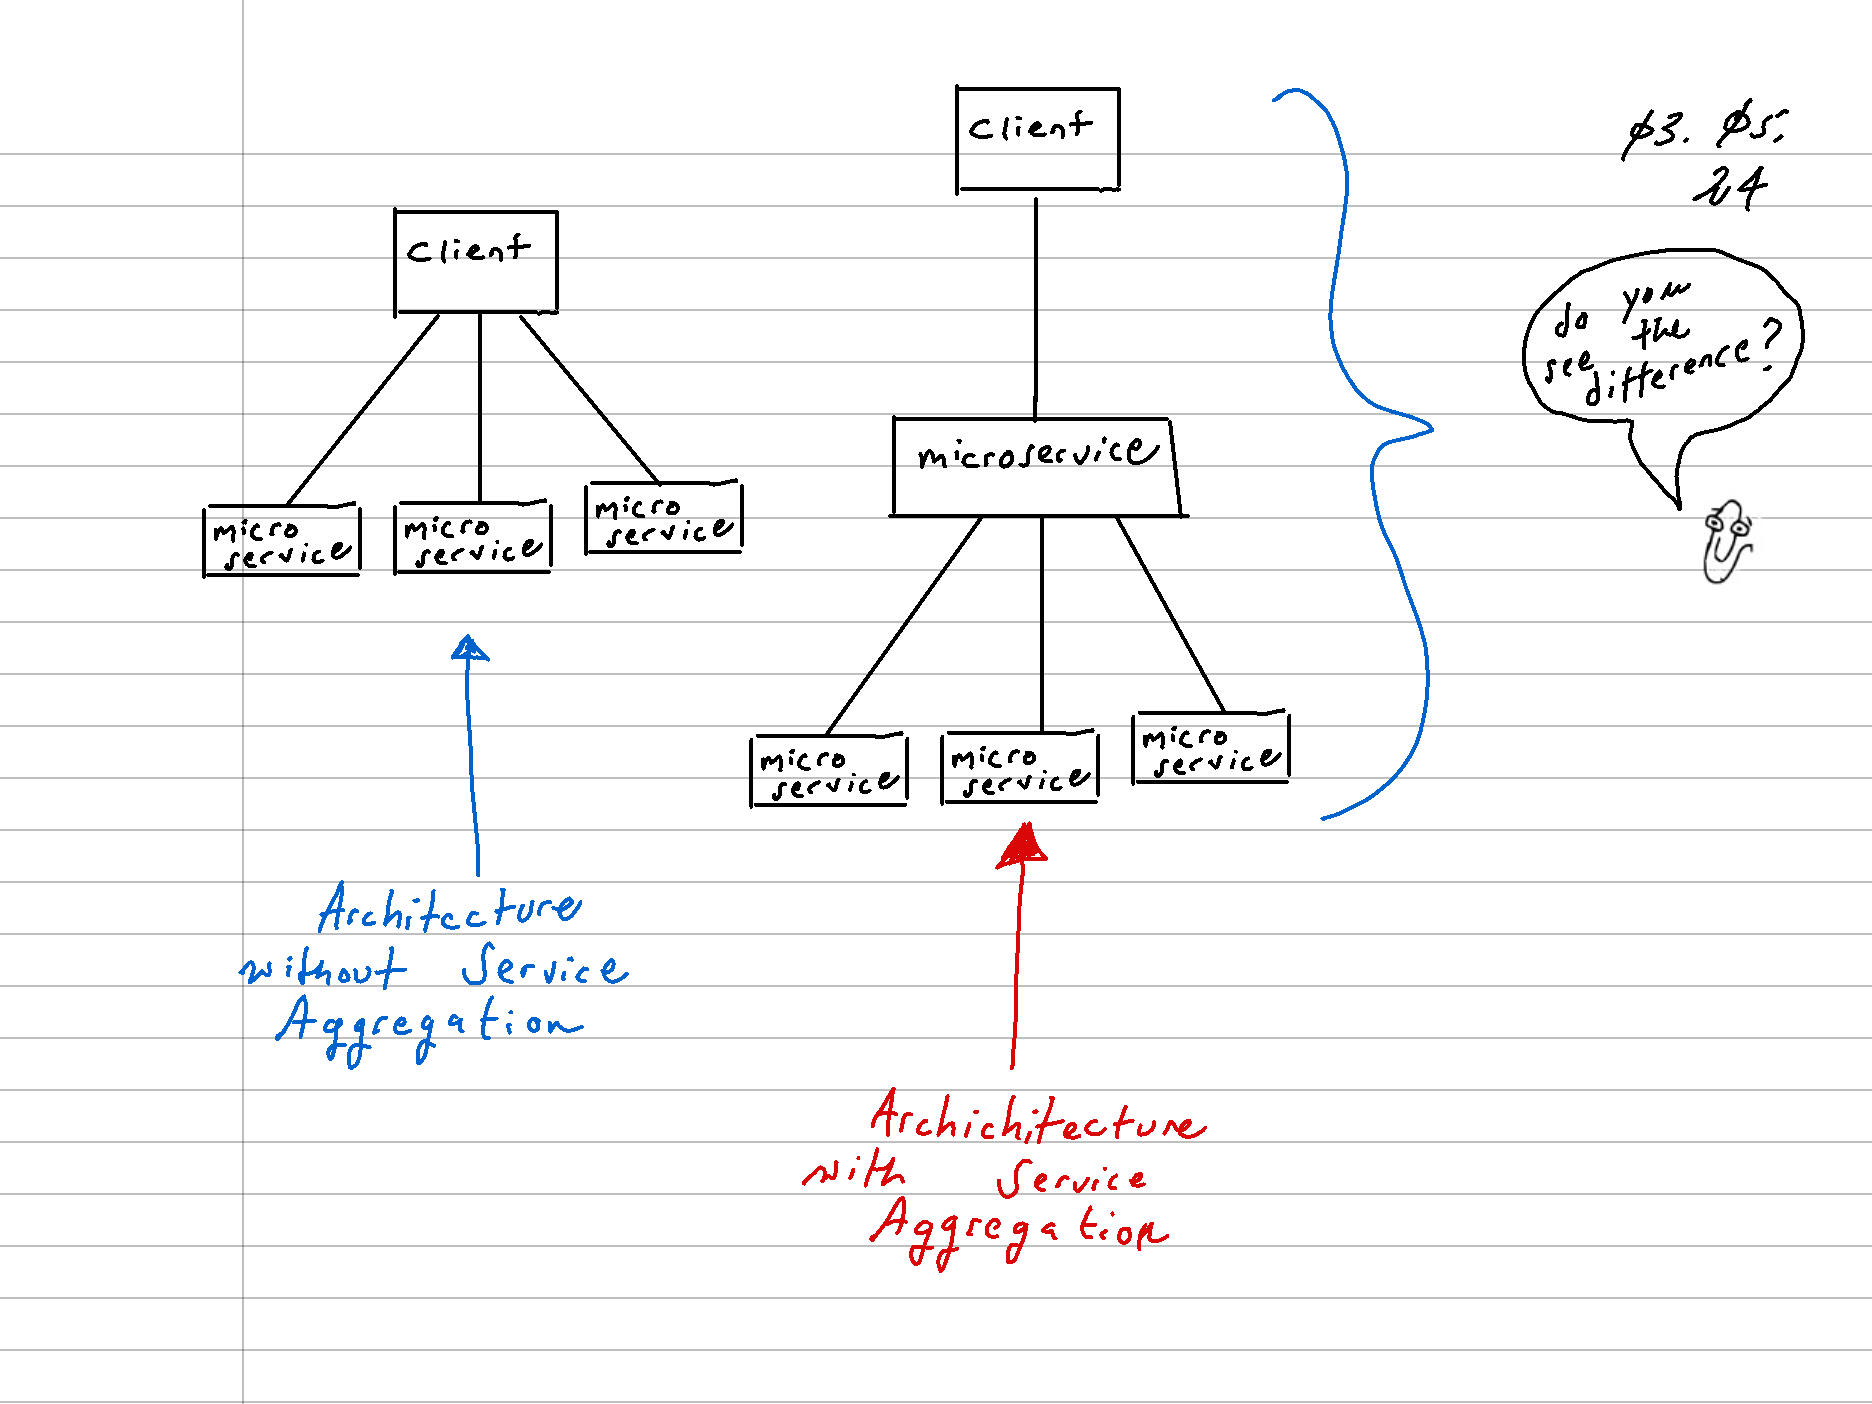 Client
micro
service
micro
service
micro
service
Architecture
without Service
Aggregation
Client
microservice
micro
service
micro
service
micro
service
Archichitecture
with Service
Aggregation
03. 05.
24
do you
see the
difference?